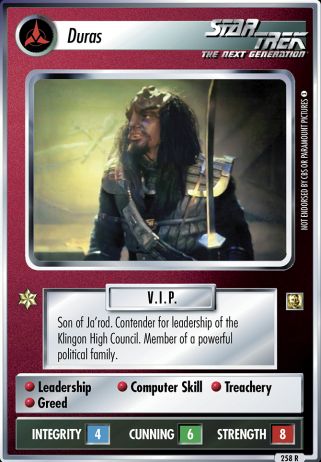 Duras
STAR TREK
THE NEXT GENERATION
NOT ENDORSED BY CBS OR PARAMOUNT PICTURES
V.I.P.
Son of Ja'rod. Contender for leadership of the
Klingon High Council. Member of a powerful
political family.
Leadership Computer Skill Treachery
Greed
INTEGRITY 4 CUNNING 6 STRENGTH 8
258 R